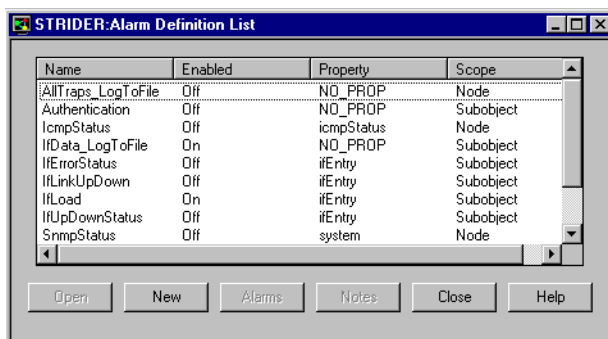 STRIDER:Alarm Definition List
Name Enabled Property Scope
AllTraps_LogToFile Off NO_PROP Node
Authentication Off NO_PROP Subobject
IcmpStatus Off icmpStatus Node
IfData_LogToFile On NO_PROP Subobject
IfErrorStatus Off ifEntry Subobject
IfLinkUpDown Off ifEntry Subobject
IfLoad On ifEntry Subobject
IfUpDownStatus Off ifEntry Subobject
SnmpStatus Off system Node
Open New Alarms Notes Close Help